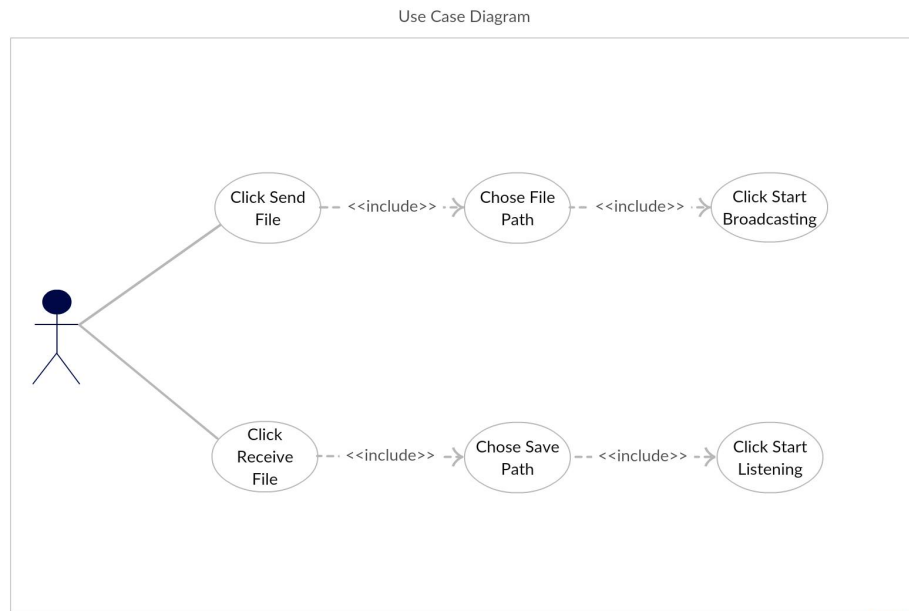 Use Case Diagram
Click Send
File
<<include>>
Chose File
Path
<<include>>
Click Start
Broadcasting
Click
Receive
File
<<include>>
Chose Save
Path
<<include>>
Click Start
Listening